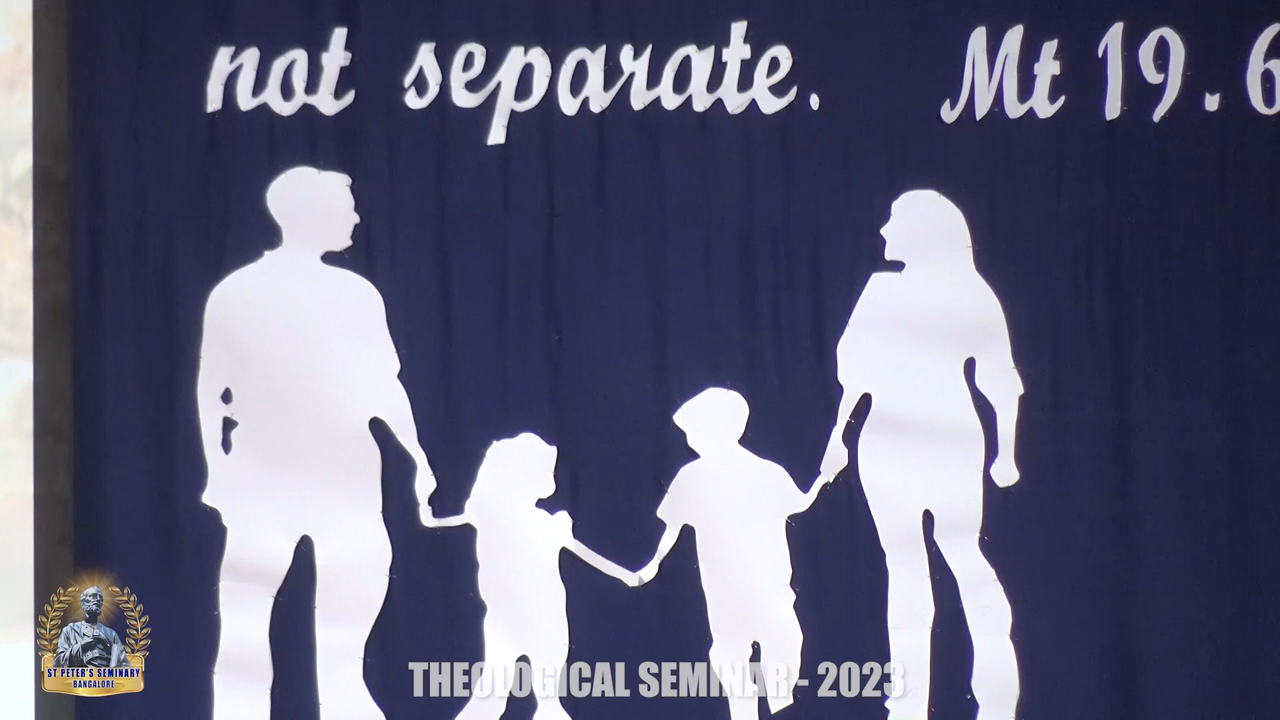 not separate. Mt 19.6
ST PETER'S SEMINARY
BANGALORE
THEOLOGICAL SEMINAR - 2023